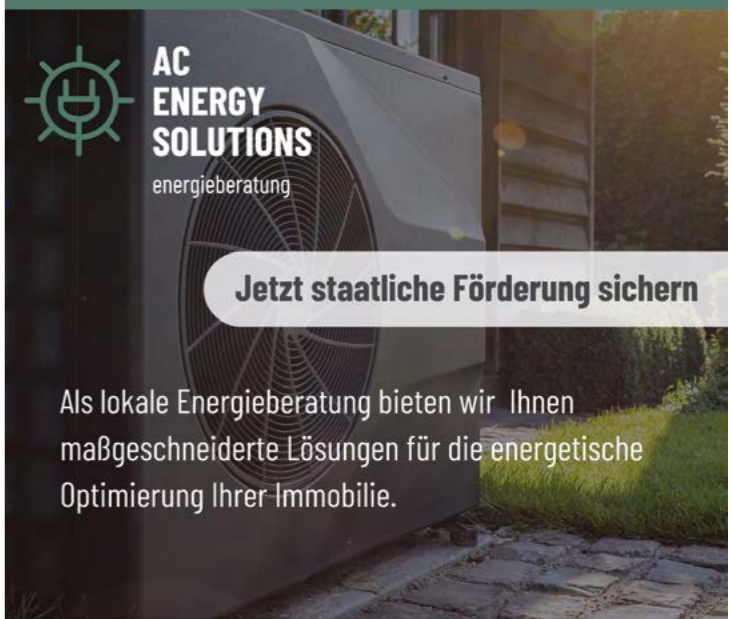 AC
ENERGY
SOLUTIONS
energieberatung
Jetzt staatliche Förderung sichern
Als lokale Energieberatung bieten wir Ihnen
maßgeschneiderte Lösungen für die energetische
Optimierung Ihrer Immobilie.